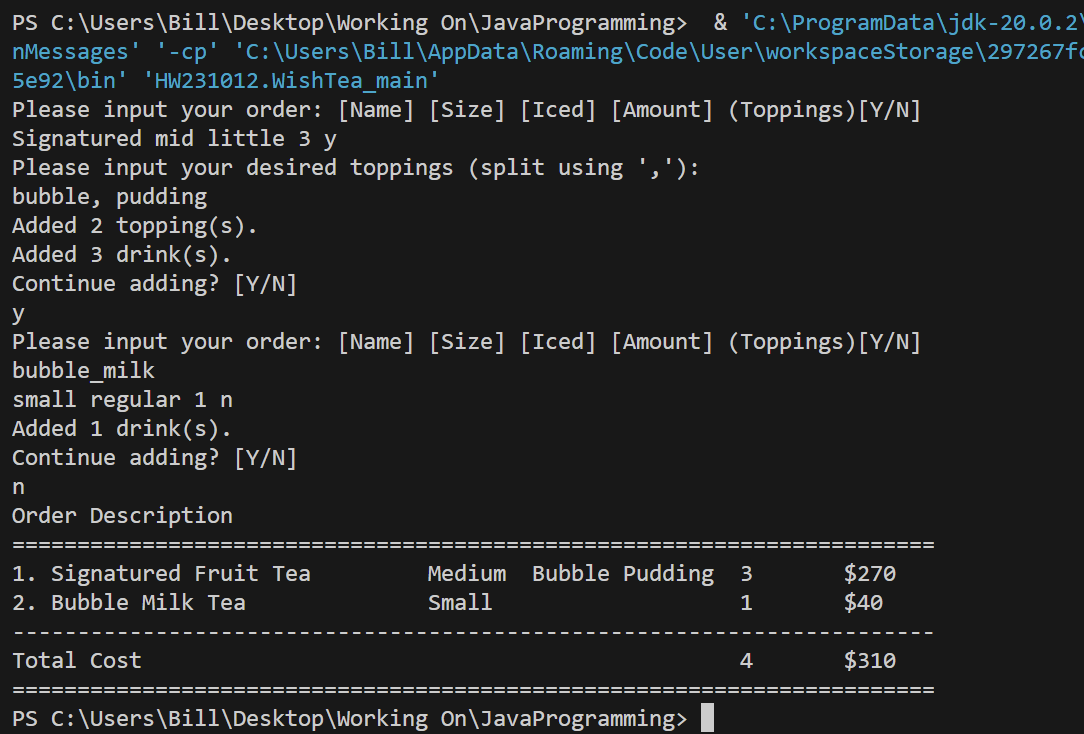 PS C:\Users\Bill\Desktop\Working On\JavaProgramming>  & 'C:\ProgramData\jdk-20.0.2\
nMessages' '-cp' 'C:\Users\Bill\AppData\Roaming\Code\User\workspaceStorage\297267fc
5e92\bin' 'HW231012.WishTea_main'
Please input your order: [Name] [Size] [Iced] [Amount] (Toppings)[Y/N]
Signatured mid little 3 y
Please input your desired toppings (split using ','):
bubble, pudding
Added 2 topping(s).
Added 3 drink(s).
Continue adding? [Y/N]
y
Please input your order: [Name] [Size] [Iced] [Amount] (Toppings)[Y/N]
bubble_milk
small regular 1 n
Added 1 drink(s).
Continue adding? [Y/N]
n
Order Description
=======================================================================
1. Signatured Fruit Tea         Medium  Bubble Pudding  3       $270
2. Bubble Milk Tea              Small                   1       $40
-----------------------------------------------------------------------
Total Cost                                              4       $310
=======================================================================
PS C:\Users\Bill\Desktop\Working On\JavaProgramming>